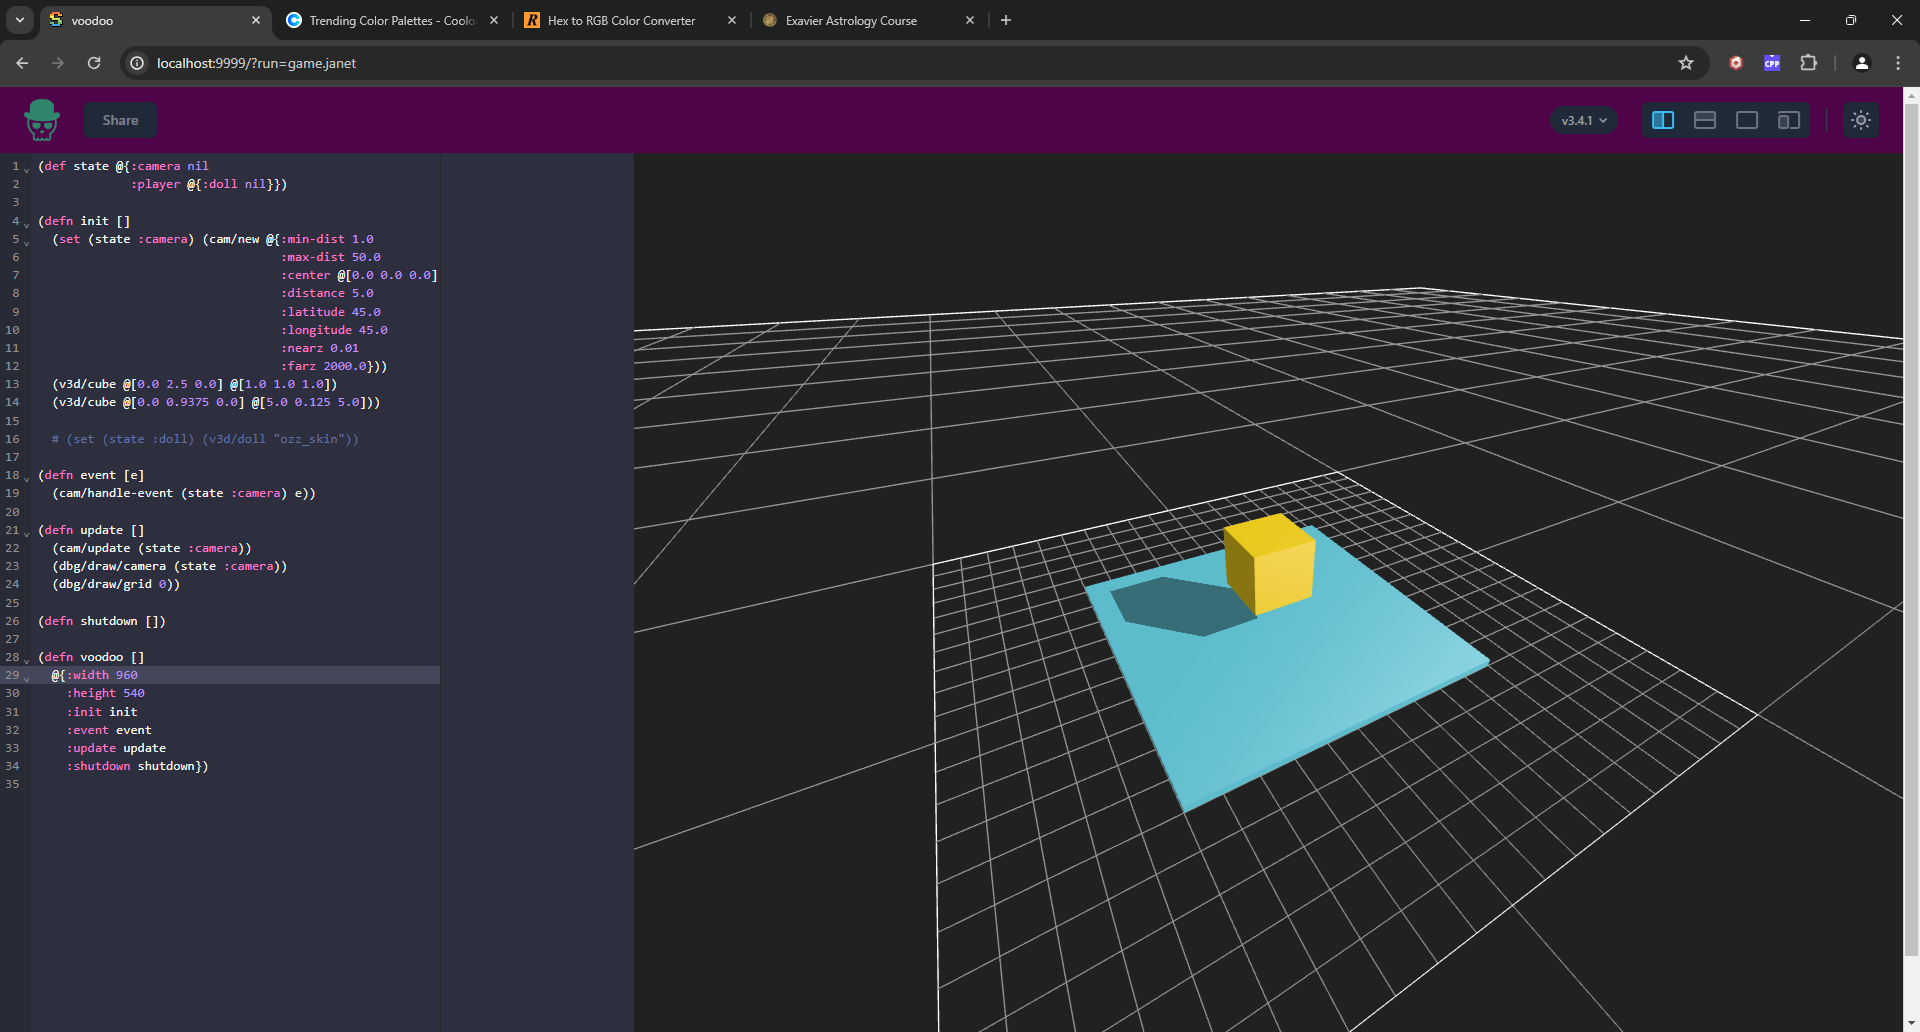 voodoo
Trending Color Palettes - Coolo
Hex to RGB Color Converter
Exavier Astrology Course
localhost:9999/?run=game.janet
CPP
Share
v3.4.1
1 (def state @{:camera nil
2 :player @{:doll nil}})
3
4 (defn init []
5 (set (state :camera) (cam/new @{:min-dist 1.0
6 :max-dist 50.0
7 :center @[0.0 0.0 0.0]
8 :distance 5.0
9 :latitude 45.0
10 :longitude 45.0
11 :nearz 0.01
12 :farz 2000.0}))
13 (v3d/cube @[0.0 2.5 0.0] @[1.0 1.0 1.0])
14 (v3d/cube @[0.0 0.9375 0.0] @[5.0 0.125 5.0]))
15
16 # (set (state :doll) (v3d/doll "ozz_skin"))
17
18 (defn event [e]
19 (cam/handle-event (state :camera) e))
20
21 (defn update []
22 (cam/update (state :camera))
23 (dbg/draw/camera (state :camera))
24 (dbg/draw/grid 0))
25
26 (defn shutdown [])
27
28 (defn voodoo []
29 @{:width 960
30 :height 540
31 :init init
32 :event event
33 :update update
34 :shutdown shutdown})
35